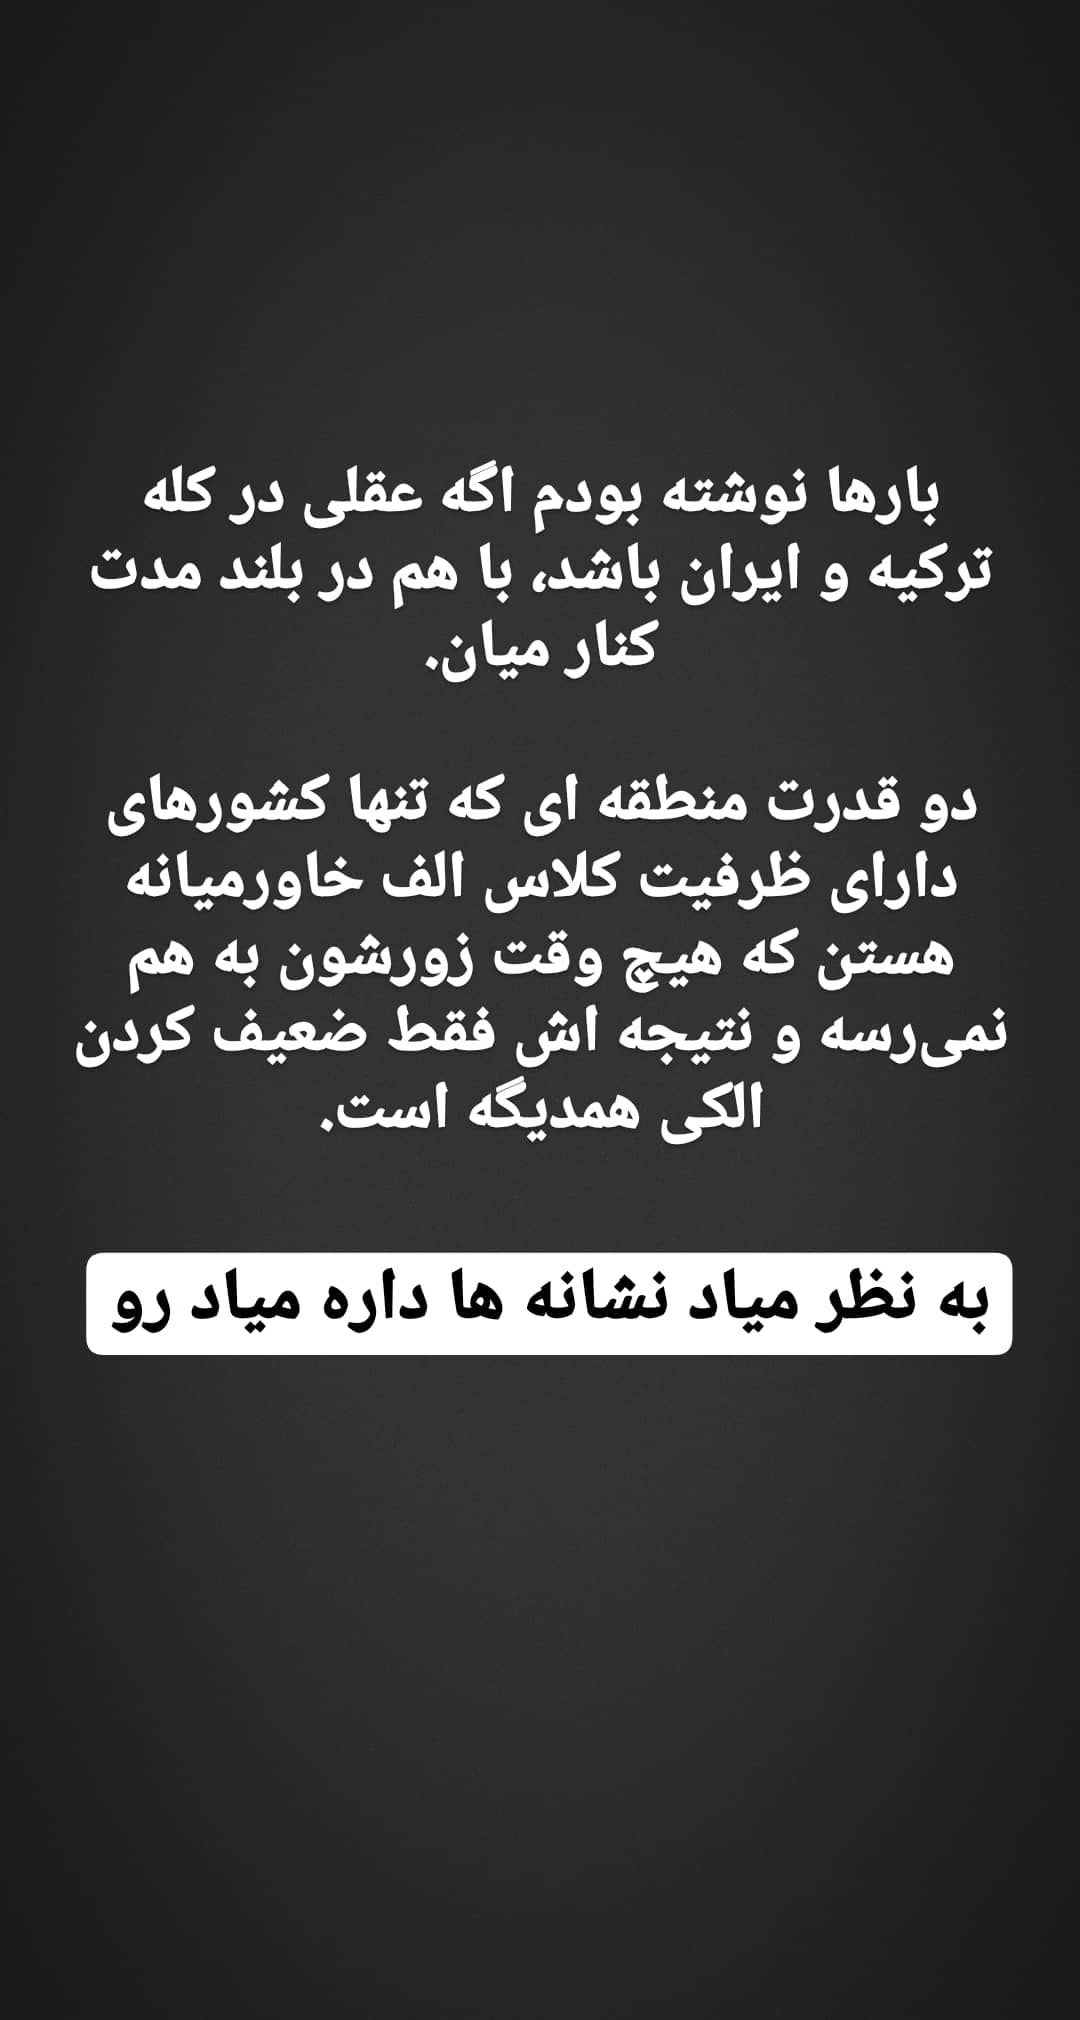 بارها نوشته بودم اگه عقلی در کله
ترکیه و ایران باشد، با هم در بلند مدت
کنار میان.
دو قدرت منطقه ای که تنها کشورهای
دارای ظرفیت کلاس الف خاورمیانه
هستن که هیچ وقت زورشون به هم
نمی‌رسه و نتیجه اش فقط ضعیف کردن
الکی همدیگه است.
به نظر میاد نشانه ها داره میاد رو